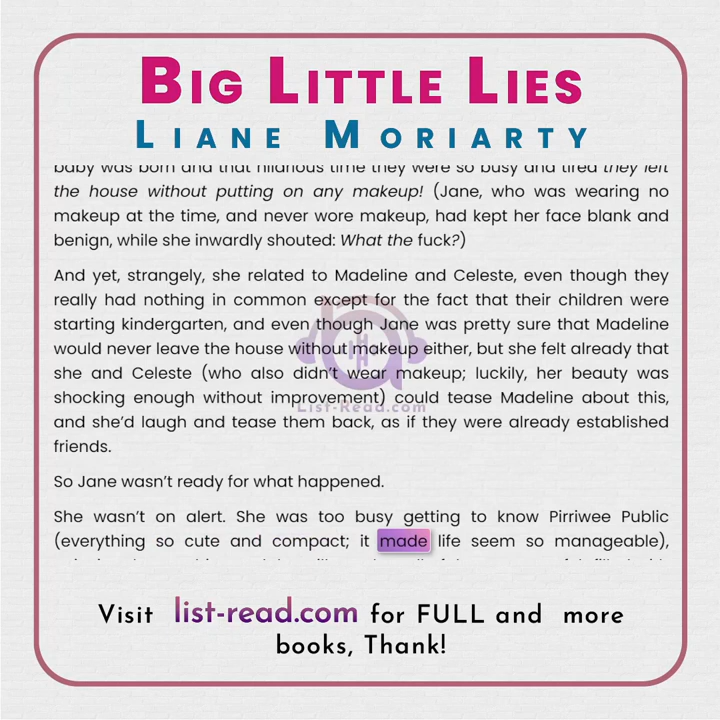 BIG LITTLE LIES
LIANE MORIARTY
baby was born and that hilarious time they were so busy and tired they left
the house without putting on any makeup! (Jane, who was wearing no
makeup at the time, and never wore makeup, had kept her face blank and
benign, while she inwardly shouted: What the fuck?)
And yet, strangely, she related to Madeline and Celeste, even though they
really had nothing in common except for the fact that their children were
starting kindergarten, and even though Jane was pretty sure that Madeline
would never leave the house without makeup either, but she felt already that
she and Celeste (who also didn’t wear makeup; luckily, her beauty was
shocking enough without improvement) could tease Madeline about this,
List-Read.com
and she’d laugh and tease them back, as if they were already established
friends.
So Jane wasn’t ready for what happened.
She wasn’t on alert. She was too busy getting to know Pirriwee Public
(everything so cute and compact; it made life seem so manageable),
Visit list-read.com for FULL and more
books, Thank!